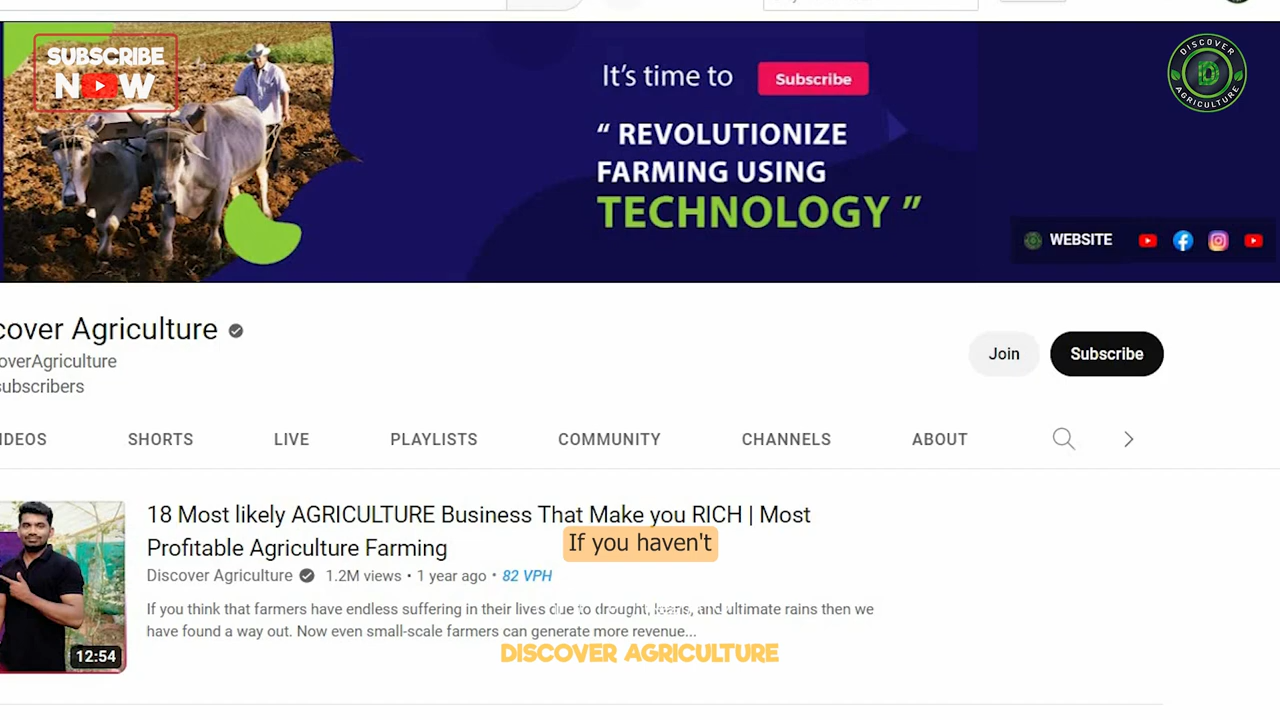 SUBSCRIBE
NOW
It's time to Subscribe
“ REVOLUTIONIZE
FARMING USING
TECHNOLOGY ”
DISCOVER
D
AGRICULTURE
WEBSITE
cover Agriculture
overAgriculture
subscribers
IDEOS SHORTS LIVE PLAYLISTS COMMUNITY CHANNELS ABOUT
18 Most likely AGRICULTURE Business That Make you RICH | Most
Profitable Agriculture Farming
If you haven't
Discover Agriculture 1.2M views • 1 year ago • 82 VPH
If you think that farmers have endless suffering in their lives due to and ultimate rains then we
have found a way out. Now even small-scale farmers can generate more revenue...
12:54
DISCOVER AGRICULTURE